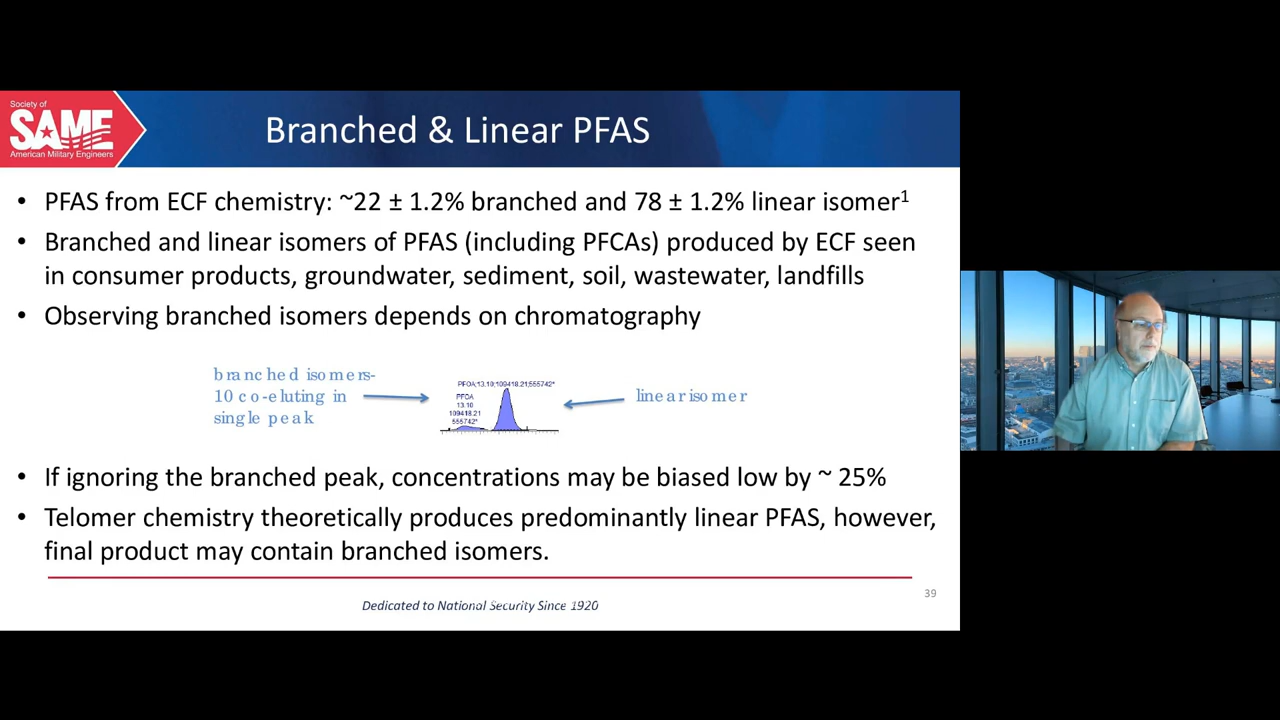 Society of
SAME
American Military Engineers
Branched & Linear PFAS
• PFAS from ECF chemistry: ~22 ± 1.2% branched and 78 ± 1.2% linear isomer¹
• Branched and linear isomers of PFAS (including PFCAs) produced by ECF seen
in consumer products, groundwater, sediment, soil, wastewater, landfills
• Observing branched isomers depends on chromatography
branched isomers-
10 co-eluting in
single peak
PFOA;13.10;109418.21;555742*
PFOA
13.10
109418.21
555742*
linear isomer
• If ignoring the branched peak, concentrations may be biased low by ~ 25%
• Telomer chemistry theoretically produces predominantly linear PFAS, however,
final product may contain branched isomers.
39
Dedicated to National Security Since 1920